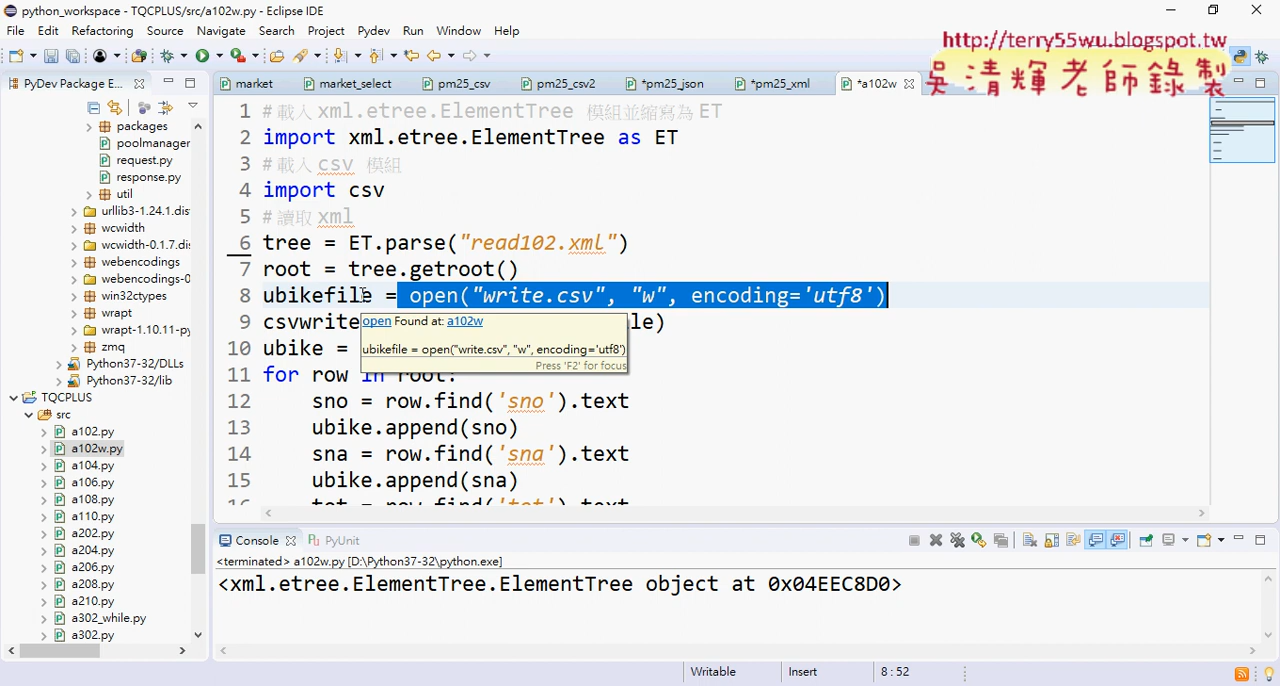 python_workspace - TQCPLUS/src/a102w.py - Eclipse IDE
File Edit Refactoring Source Navigate Search Project Pydev Run Window Help
http://terry55wu.blogspot.tw
吳清輝老師錄製
PyDev Package E...
market market_select pm25_csv pm25_csv2 *pm25_json *pm25_xml *a102w
packages
poolmanager
request.py
response.py
util
urllib3-1.24.1.dis
wcwidth
wcwidth-0.1.7.dis
webencodings
webencodings-0
win32ctypes
wrapt
wrapt-1.10.11-py
zmq
Python37-32/DLLs
Python37-32/lib
TQCPLUS
src
a102.py
a102w.py
a104.py
a106.py
a108.py
a110.py
a202.py
a204.py
a206.py
a208.py
a210.py
a302_while.py
a302.py
1 #載入 xml.etree.ElementTree 模組並縮寫為 ET
2 import xml.etree.ElementTree as ET
3 #載入 csv 模組
4 import csv
5 #讀取 xml
6 tree = ET.parse("read102.xml")
7 root = tree.getroot()
8 ubikefile = open("write.csv", "w", encoding='utf8')
9 csvwrite le)
10 ubike =
11 for row in root:
12 sno = row.find('sno').text
13 ubike.append(sno)
14 sna = row.find('sna').text
15 ubike.append(sna)
16 tot = row.find('tot').text
open Found at: a102w
ubikefile = open("write.csv", "w", encoding='utf8')
Press 'F2' for focus
Console PyUnit
<terminated> a102w.py [D:\Python37-32\python.exe]
<xml.etree.ElementTree.ElementTree object at 0x04EEC8D0>
Writable Insert 8 : 52